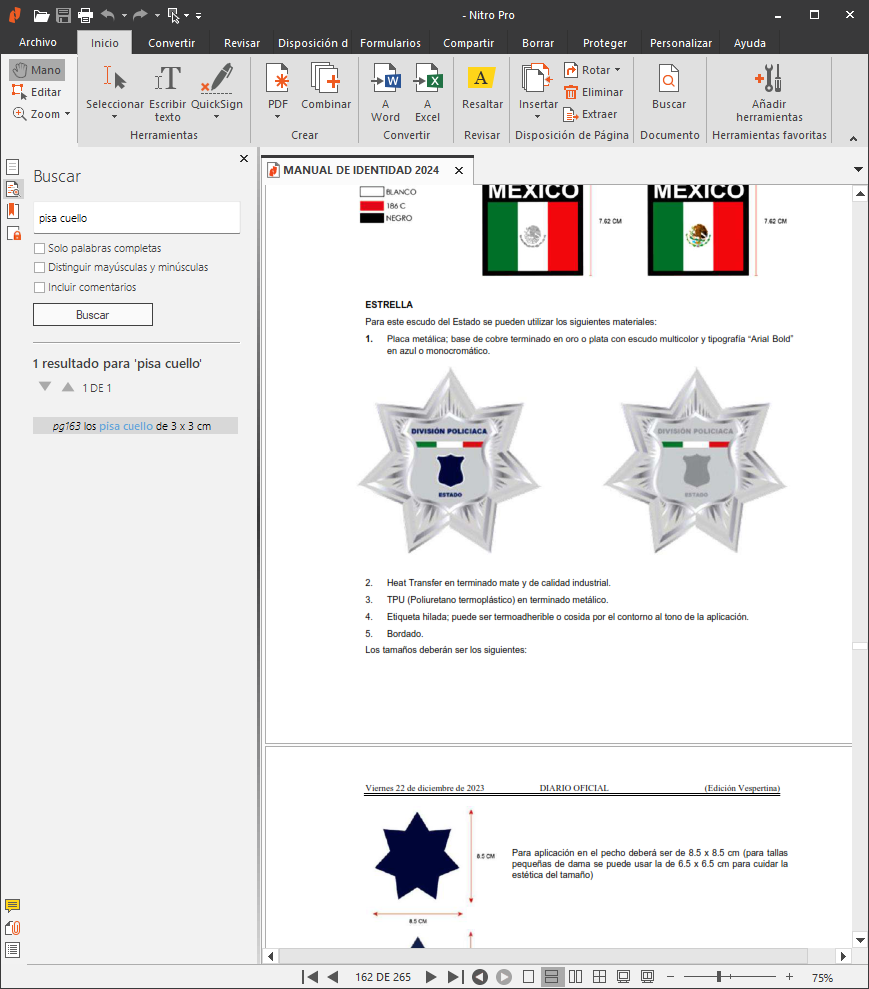 - Nitro Pro
Archivo
Inicio
Convertir
Revisar
Disposición d
Formularios
Compartir
Borrar
Proteger
Personalizar
Ayuda
Mano
Editar
Zoom
Seleccionar
Escribir
texto
QuickSign
Herramientas
PDF
Combinar
Crear
A
Word
A
Excel
Convertir
Resaltar
Revisar
Insertar
Rotar
Eliminar
Extraer
Disposición de Página
Buscar
Documento
Añadir
herramientas
Herramientas favoritas
Buscar
pisa cuello
Solo palabras completas
Distinguir mayúsculas y minúsculas
Incluir comentarios
Buscar
1 resultado para 'pisa cuello'
1 DE 1
pg163 los pisa cuello de 3 x 3 cm
MANUAL DE IDENTIDAD 2024
BLANCO
186 C
NEGRO
MÉXICO
7.62 CM
MÉXICO
7.62 CM
ESTRELLA
Para este escudo del Estado se pueden utilizar los siguientes materiales:
1. Placa metálica; base de cobre terminado en oro o plata con escudo multicolor y tipografía “Arial Bold”
en azul o monocromático.
DIVISIÓN POLICIACA
ESTADO
DIVISIÓN POLICIACA
ESTADO
2. Heat Transfer en terminado mate y de calidad industrial.
3. TPU (Poliuretano termoplástico) en terminado metálico.
4. Etiqueta hilada; puede ser termoadherible o cosida por el contorno al tono de la aplicación.
5. Bordado.
Los tamaños deberán ser los siguientes:
Viernes 22 de diciembre de 2023 DIARIO OFICIAL (Edición Vespertina)
8.5 CM
8.5 CM
Para aplicación en el pecho deberá ser de 8.5 x 8.5 cm (para tallas
pequeñas de dama se puede usar la de 6.5 x 6.5 cm para cuidar la
estética del tamaño)
162 DE 265
75%